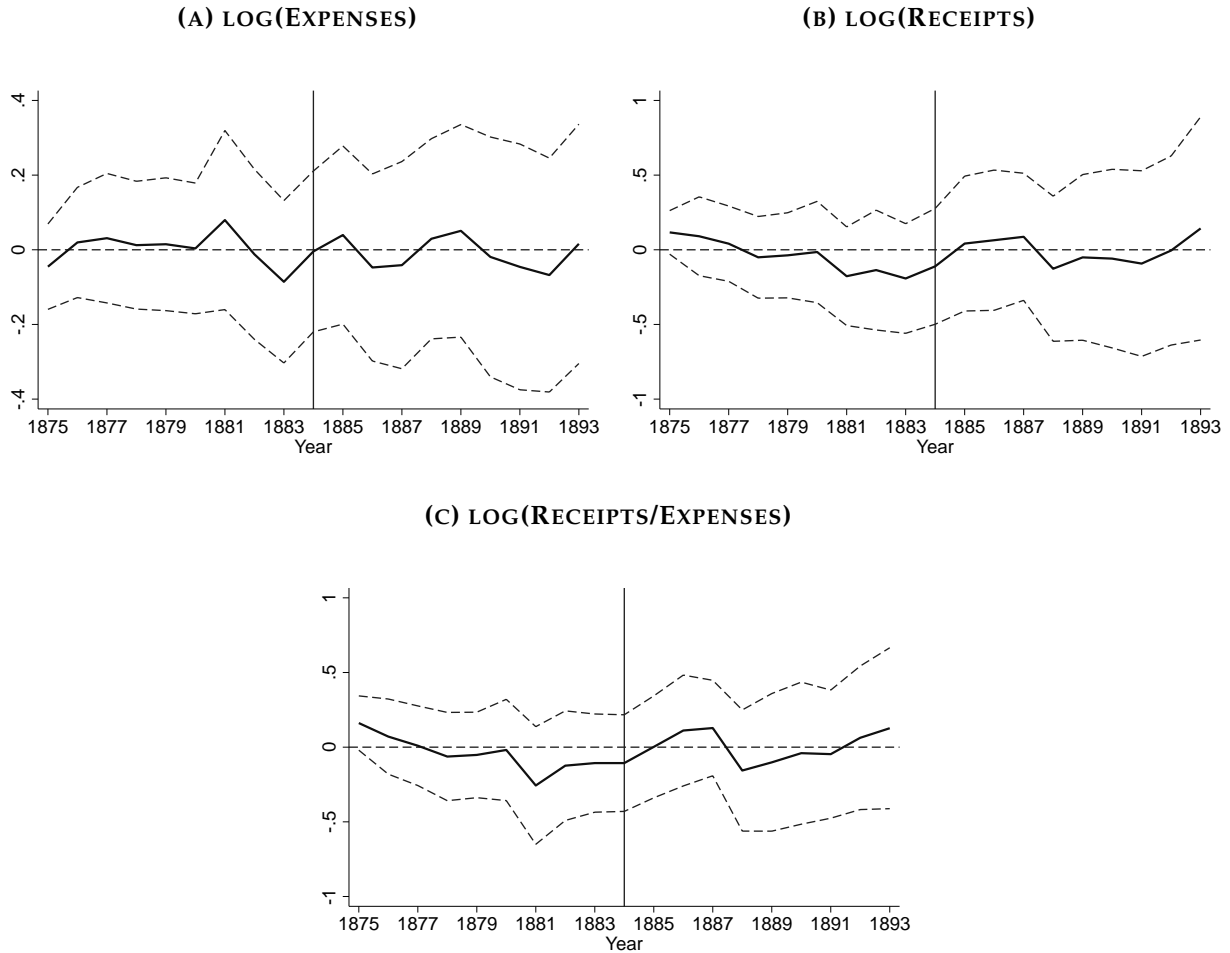 (A) LOG(EXPENSES)
.4
.2
0
-.2
-.4
1875 1877 1879 1881 1883 1885 1887 1889 1891 1893
Year
(B) LOG(RECEIPTS)
1
.5
0
-.5
-1
1875 1877 1879 1881 1883 1885 1887 1889 1891 1893
Year
(C) LOG(RECEIPTS/EXPENSES)
1
.5
0
-.5
-1
1875 1877 1879 1881 1883 1885 1887 1889 1891 1893
Year